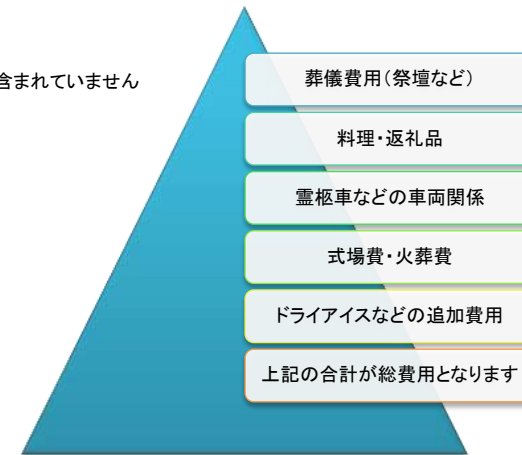 含まれていません
葬儀費用（祭壇など）
料理・返礼品
霊柩車などの車両関係
式場費・火葬費
ドライアイスなどの追加費用
上記の合計が総費用となります